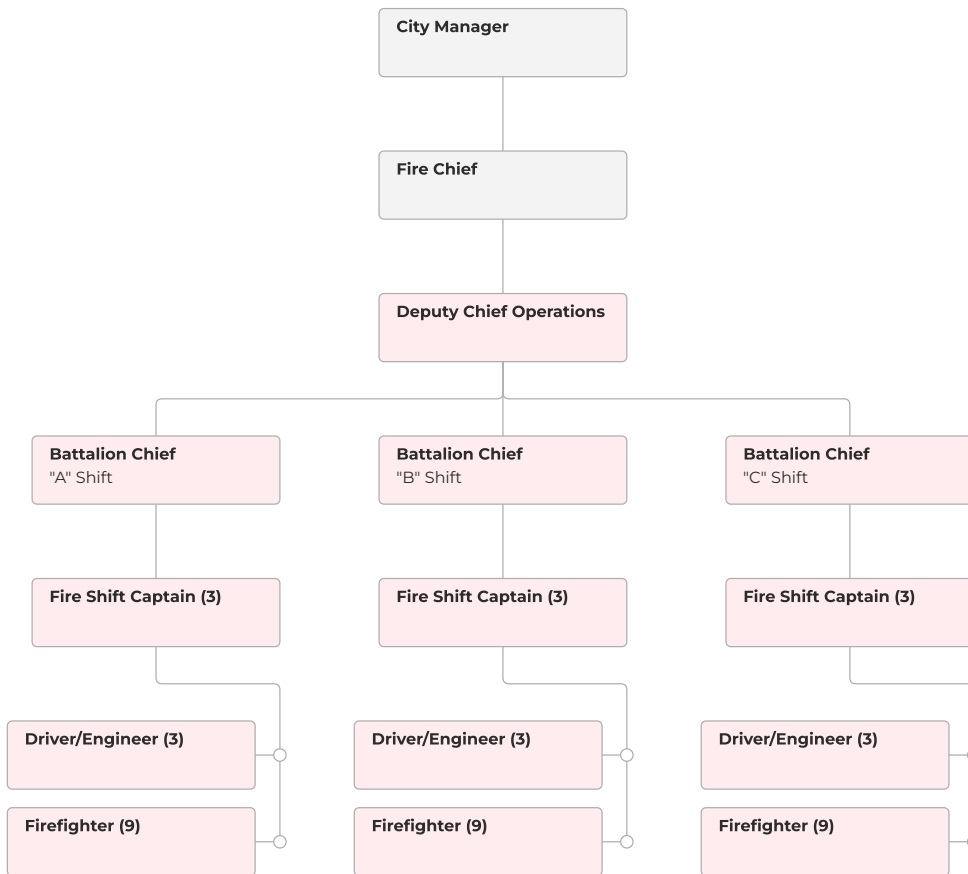 City Manager
Fire Chief
Deputy Chief Operations
Battalion Chief
"A" Shift
Battalion Chief
"B" Shift
Battalion Chief
"C" Shift
Fire Shift Captain (3)
Fire Shift Captain (3)
Fire Shift Captain (3)
Driver/Engineer (3)
Driver/Engineer (3)
Driver/Engineer (3)
Firefighter (9)
Firefighter (9)
Firefighter (9)